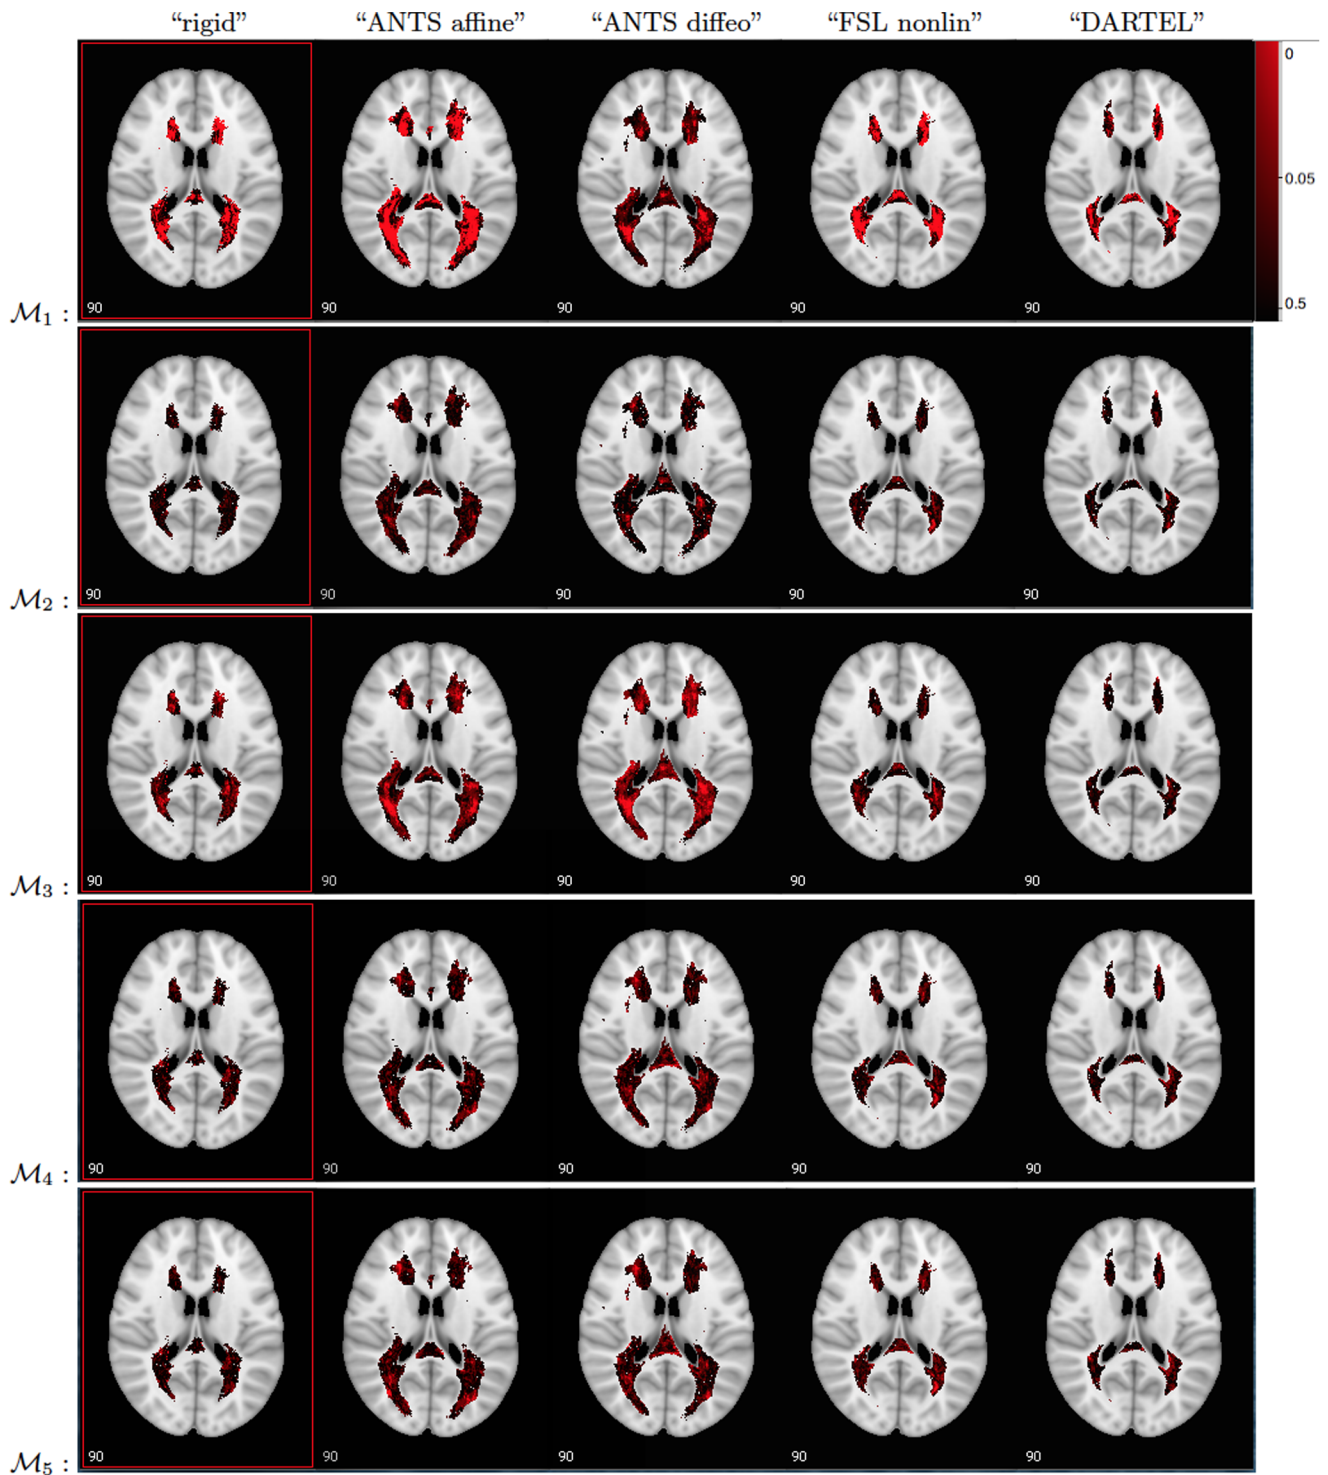 “rigid” “ANTS affine” “ANTS diffeo” “FSL nonlin” “DARTEL”
0
0.05
0.5
90 90 90 90 90
ℳ₁ :
90 90 90 90 90
ℳ₂ :
90 90 90 90 90
ℳ₃ :
90 90 90 90 90
ℳ₄ :
90 90 90 90 90
ℳ₅ :